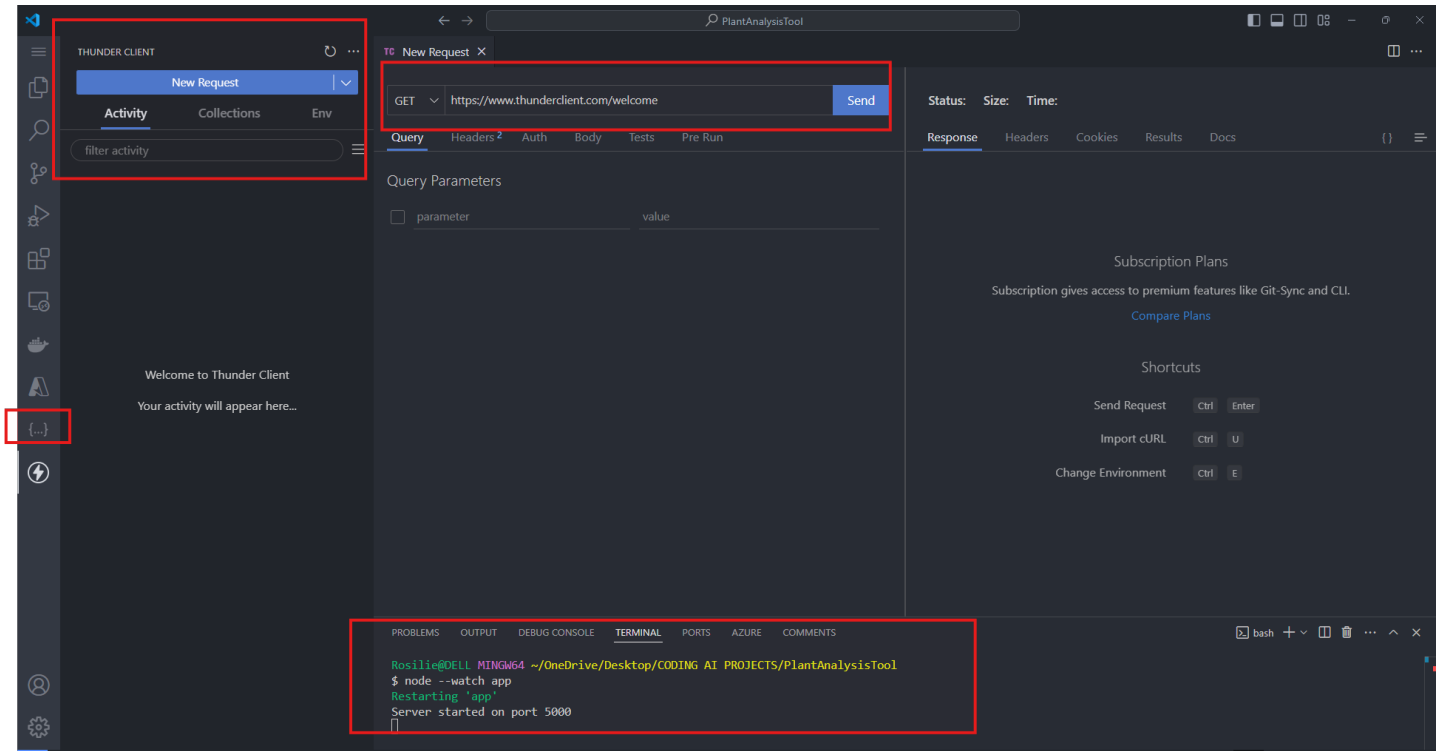 PlantAnalysisTool
THUNDER CLIENT
New Request
Activity Collections Env
filter activity
Welcome to Thunder Client
Your activity will appear here...
{...}
TC New Request
GET https://www.thunderclient.com/welcome Send
Query Headers 2 Auth Body Tests Pre Run
Query Parameters
parameter value
Status: Size: Time:
Response Headers Cookies Results Docs {}
Subscription Plans
Subscription gives access to premium features like Git-Sync and CLI.
Compare Plans
Shortcuts
Send Request Ctrl Enter
Import cURL Ctrl U
Change Environment Ctrl E
PROBLEMS OUTPUT DEBUG CONSOLE TERMINAL PORTS AZURE COMMENTS
bash
Rosilie@DELL MINGW64 ~/OneDrive/Desktop/CODING AI PROJECTS/PlantAnalysisTool
$ node --watch app
Restarting 'app'
Server started on port 5000